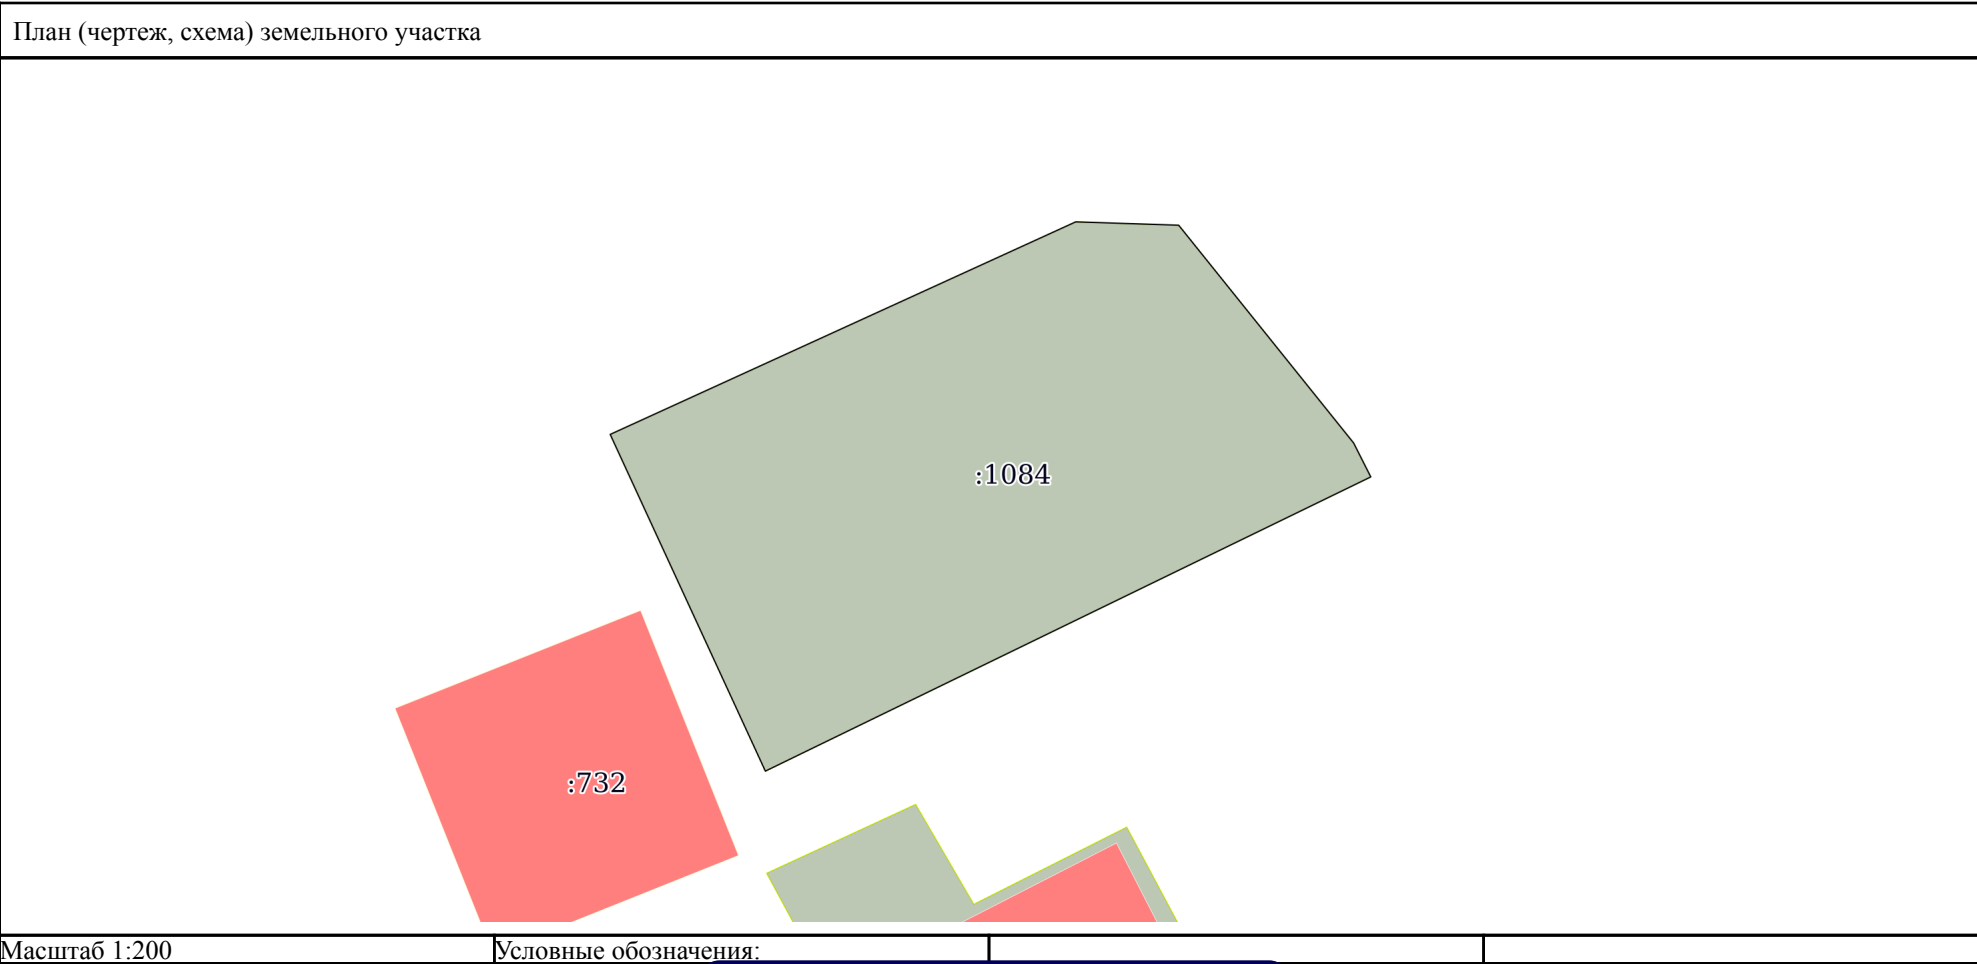 План (чертеж, схема) земельного участка
:1084
:732
Масштаб 1:200
Условные обозначения: